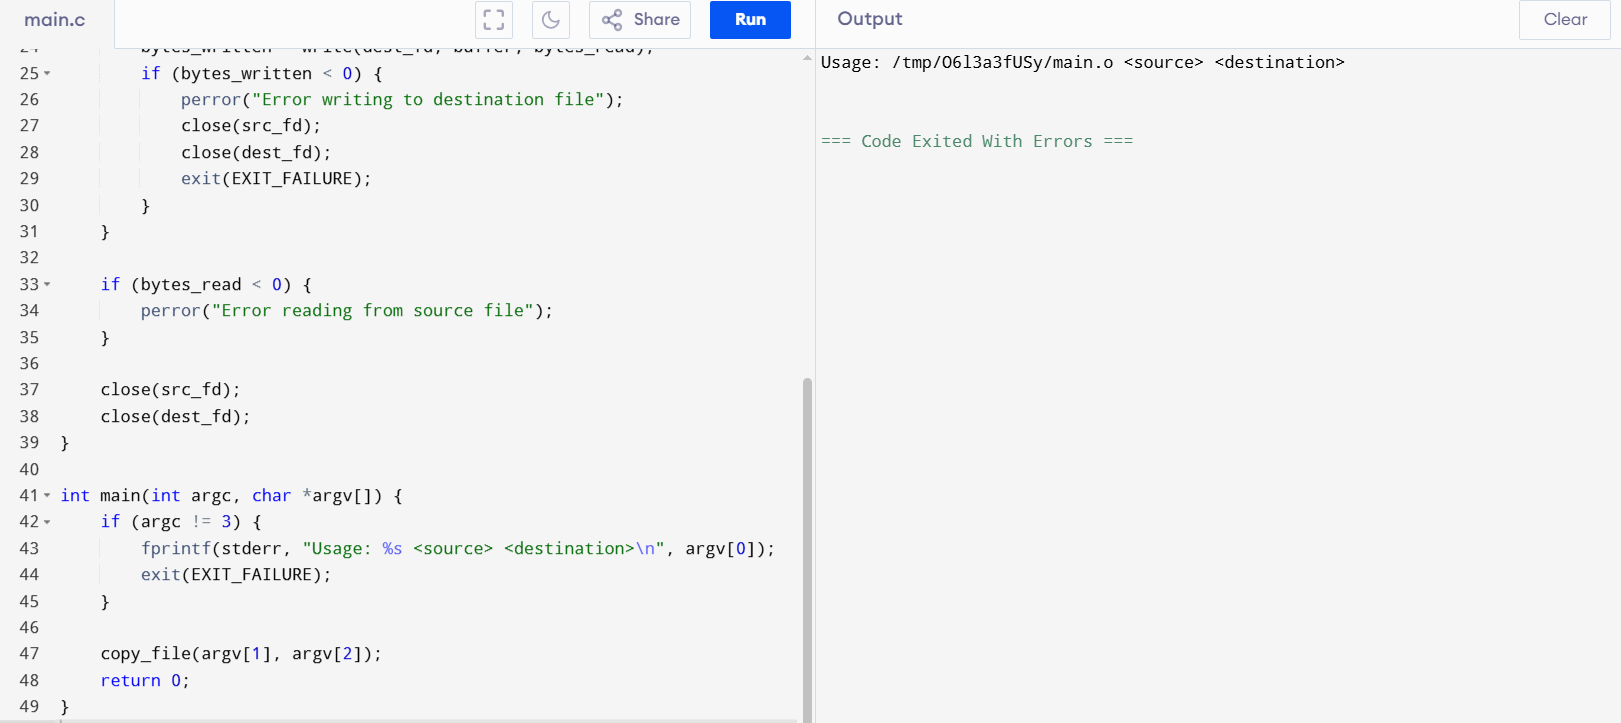 main.c
Share
Run
Output
Clear
24 bytes_written = write(dest_fd, buffer, bytes_read);
25 if (bytes_written < 0) {
26 perror("Error writing to destination file");
27 close(src_fd);
28 close(dest_fd);
29 exit(EXIT_FAILURE);
30 }
31 }
32
33 if (bytes_read < 0) {
34 perror("Error reading from source file");
35 }
36
37 close(src_fd);
38 close(dest_fd);
39 }
40
41 int main(int argc, char *argv[]) {
42 if (argc != 3) {
43 fprintf(stderr, "Usage: %s <source> <destination>\n", argv[0]);
44 exit(EXIT_FAILURE);
45 }
46
47 copy_file(argv[1], argv[2]);
48 return 0;
49 }
Usage: /tmp/O6l3a3fUSy/main.o <source> <destination>
=== Code Exited With Errors ===